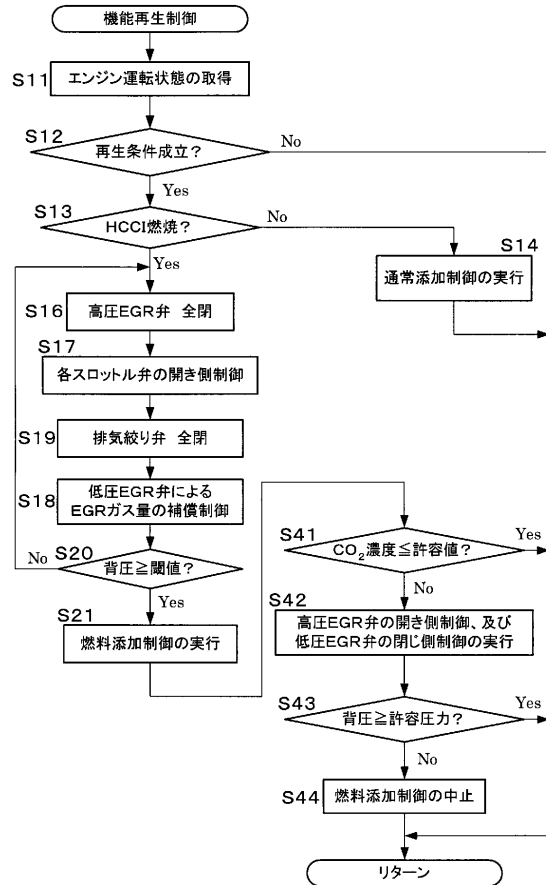 機能再生制御
S11
エンジン運転状態の取得
S12
再生条件成立?
No
Yes
S13
HCCI燃焼?
No
Yes
S14
通常添加制御の実行
S16
高圧EGR弁 全閉
S17
各スロットル弁の開き側制御
S19
排気絞り弁 全閉
S18
低圧EGR弁による
EGRガス量の補償制御
S20
背圧≧閾値?
No
Yes
S21
燃料添加制御の実行
S41
CO₂濃度≦許容値?
Yes
No
S42
高圧EGR弁の開き側制御、及び
低圧EGR弁の閉じ側制御の実行
S43
背圧≧許容圧力?
Yes
No
S44
燃料添加制御の中止
リターン